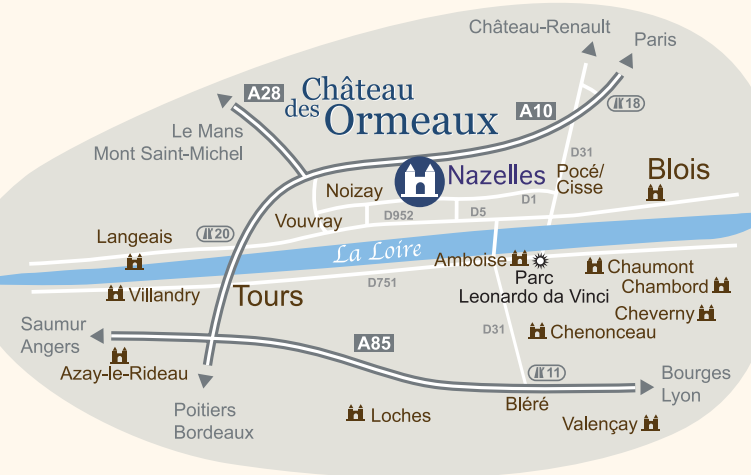 Château-Renault
Paris
A28
Château
des Ormeaux
A10
18
Le Mans
Mont Saint-Michel
D31
Noizay
Nazelles
Pocé/
Cisse
Blois
D1
Vouvray
D952
D5
20
Langeais
La Loire
Amboise
Parc
Leonardo da Vinci
Chaumont
Chambord
D751
Villandry
Tours
Cheverny
Saumur
Angers
D31
Chenonceau
A85
Azay-le-Rideau
11
Bourges
Lyon
Poitiers
Bordeaux
Loches
Bléré
Valençay